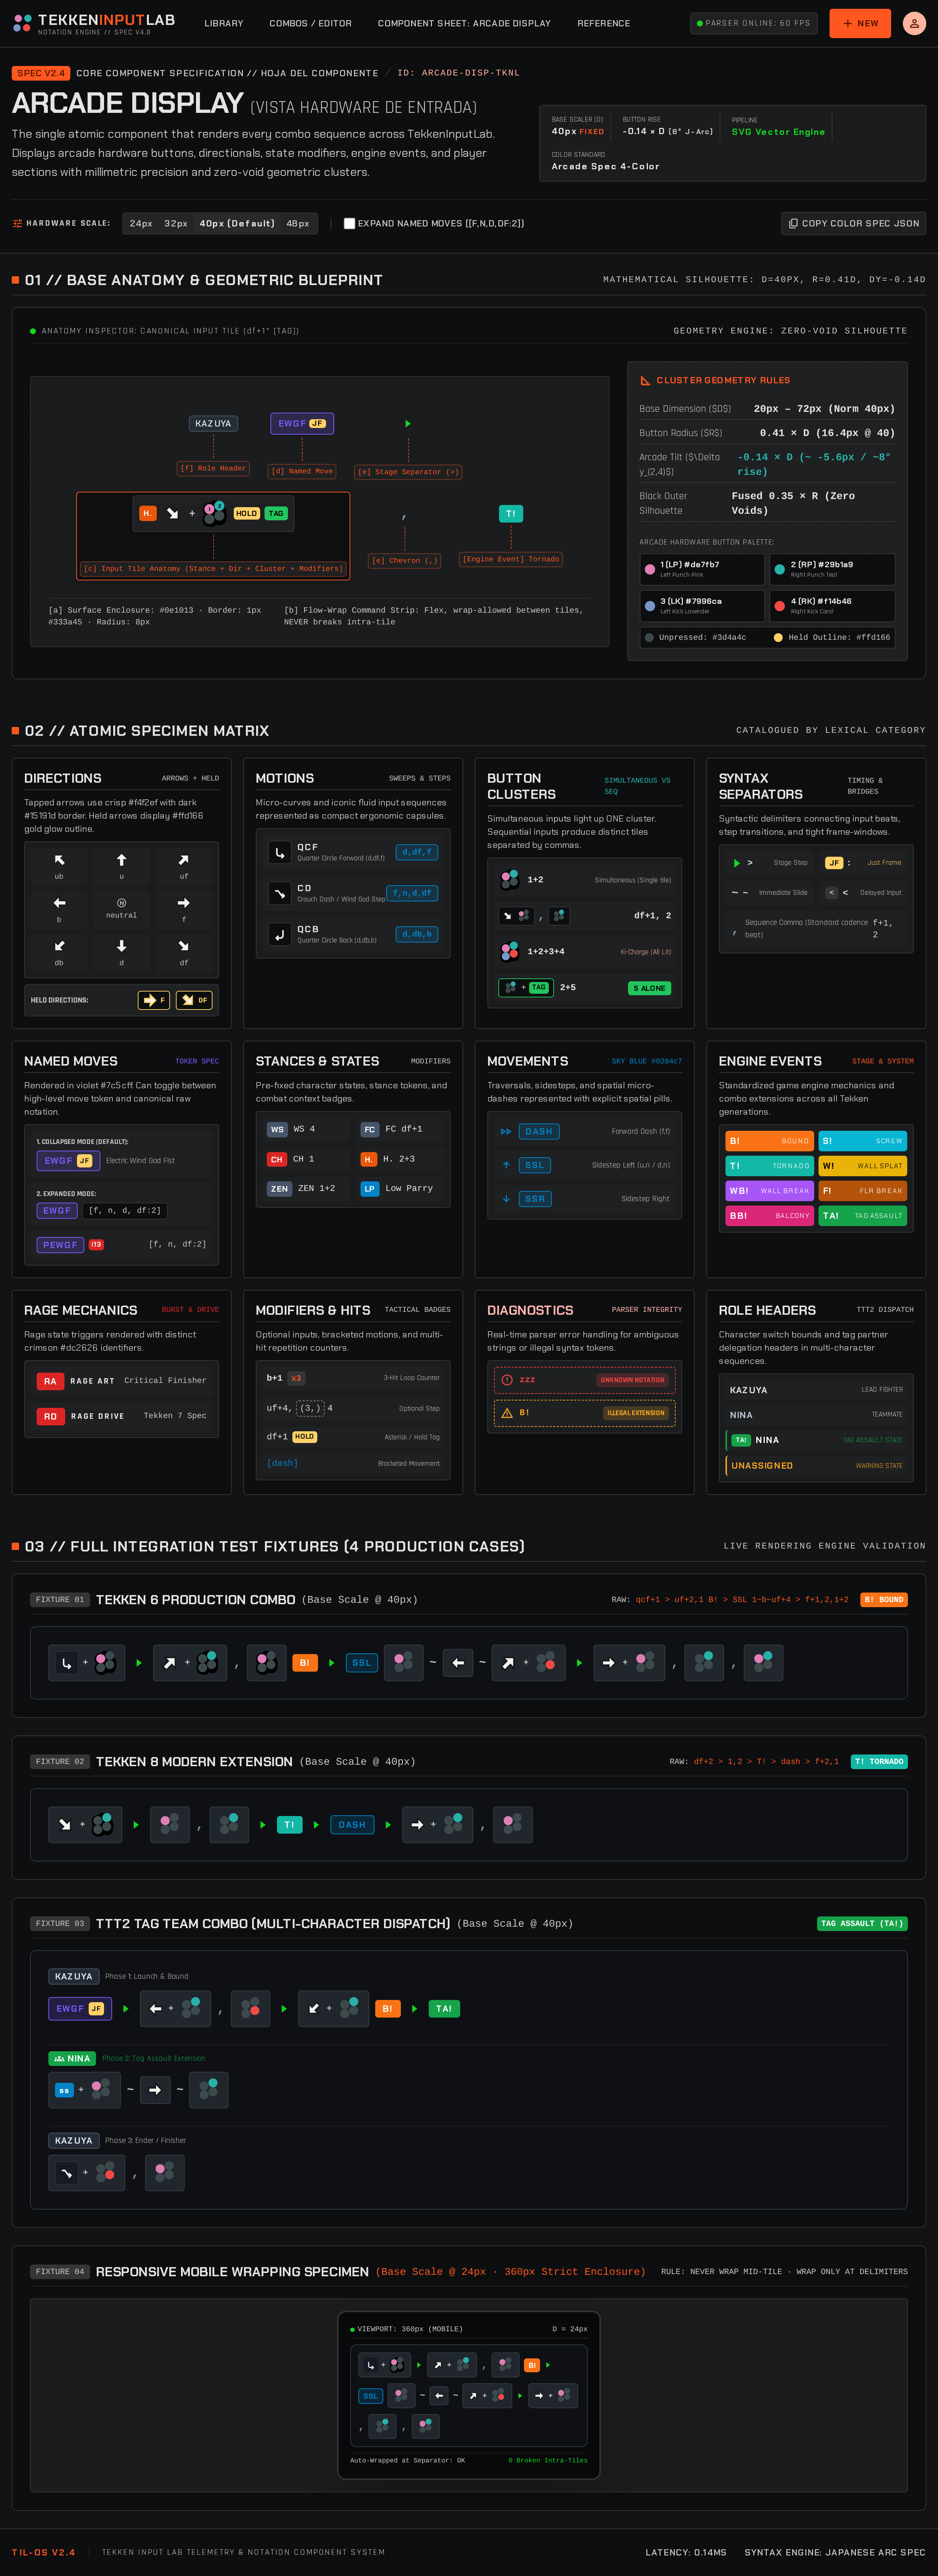 TEKKENINPUTLAB
NOTATION ENGINE // SPEC V4.8
LIBRARY
COMBOS / EDITOR
COMPONENT SHEET: ARCADE DISPLAY
REFERENCE
PARSER ONLINE: 60 FPS
+ NEW
SPEC V2.4 CORE COMPONENT SPECIFICATION // HOJA DEL COMPONENTE / ID: ARCADE-DISP-TKNL
ARCADE DISPLAY (VISTA HARDWARE DE ENTRADA)
The single atomic component that renders every combo sequence across TekkenInputLab.
Displays arcade hardware buttons, directionals, state modifiers, engine events, and player
sections with millimetric precision and zero-void geometric clusters.
BASE SCALER (D)
40px FIXED
BUTTON RISE
-0.14 × D (8° J-Arc)
PIPELINE
SVG Vector Engine
COLOR STANDARD
Arcade Spec 4-Color
HARDWARE SCALE:
24px 32px 40px (Default) 48px
EXPAND NAMED MOVES ([F,N,D,DF:2])
COPY COLOR SPEC JSON
01 // BASE ANATOMY & GEOMETRIC BLUEPRINT
MATHEMATICAL SILHOUETTE: D=40PX, R=0.41D, DY=-0.14D
ANATOMY INSPECTOR: CANONICAL INPUT TILE (df+1* [TAG])
GEOMETRY ENGINE: ZERO-VOID SILHOUETTE
KAZUYA
EWGF JF
[f] Role Header
[d] Named Move
[e] Stage Separator (>)
H. + 1 2 HOLD TAG
,
T!
[c] Input Tile Anatomy (Stance + Dir + Cluster + Modifiers)
[e] Chevron (,)
[Engine Event] Tornado
[a] Surface Enclosure: #0e1013 · Border: 1px
#333a45 · Radius: 8px
[b] Flow-Wrap Command Strip: Flex, wrap-allowed between tiles,
NEVER breaks intra-tile
CLUSTER GEOMETRY RULES
Base Dimension ($D$) 20px – 72px (Norm 40px)
Button Radius ($R$) 0.41 × D (16.4px @ 40)
Arcade Tilt ($\Delta
y_{2,4}$)
-0.14 × D (~ -5.6px / ~8°
rise)
Black Outer
Silhouette
Fused 0.35 × R (Zero
Voids)
ARCADE HARDWARE BUTTON PALETTE:
1 (LP) #de7fb7
Left Punch Pink
2 (RP) #29b1a9
Right Punch Teal
3 (LK) #7996ca
Left Kick Lavender
4 (RK) #f14b46
Right Kick Coral
Unpressed: #3d4a4c
Held Outline: #ffd166
02 // ATOMIC SPECIMEN MATRIX
CATALOGUED BY LEXICAL CATEGORY
DIRECTIONS
ARROWS + HELD
Tapped arrows use crisp #f4f2ef with dark
#15191d border. Held arrows display #ffd166
gold glow outline.
ub u uf
N
b neutral f
db d df
HELD DIRECTIONS:
F DF
MOTIONS
SWEEPS & STEPS
Micro-curves and iconic fluid input sequences
represented as compact ergonomic capsules.
QCF
Quarter Circle Forward (d,df,f)
d,df,f
CD
Crouch Dash / Wind God Step
f,n,d,df
QCB
Quarter Circle Back (d,db,b)
d,db,b
BUTTON
CLUSTERS
SIMULTANEOUS VS
SEQ
Simultaneous inputs light up ONE cluster.
Sequential inputs produce distinct tiles
separated by commas.
1+2
Simultaneous (Single tile)
,
df+1, 2
1+2+3+4
Ki-Charge (All Lit)
+ TAG
2+5
5 ALONE
SYNTAX
SEPARATORS
TIMING &
BRIDGES
Syntactic delimiters connecting input beats,
step transitions, and tight frame-windows.
> Stage Step
JF : Just Frame
~ ~ Immediate Slide
< < Delayed Input
, Sequence Comma (Standard cadence
beat)
f+1,
2
NAMED MOVES
TOKEN SPEC
Rendered in violet #7c5cff. Can toggle between
high-level move token and canonical raw
notation.
1. COLLAPSED MODE (DEFAULT):
EWGF JF Electric Wind God Fist
2. EXPANDED MODE:
EWGF [f, n, d, df:2]
PEWGF i13 [f, n, df:2]
STANCES & STATES
MODIFIERS
Pre-fixed character states, stance tokens, and
combat context badges.
WS WS 4
FC FC df+1
CH CH 1
H. H. 2+3
ZEN ZEN 1+2
LP Low Parry
MOVEMENTS
SKY BLUE #0284c7
Traversals, sidesteps, and spatial micro-
dashes represented with explicit spatial pills.
DASH Forward Dash (f,f)
SSL Sidestep Left (u,n / d,n)
SSR Sidestep Right
ENGINE EVENTS
STAGE & SYSTEM
Standardized game engine mechanics and
combo extensions across all Tekken
generations.
B! BOUND
S! SCREW
T! TORNADO
W! WALL SPLAT
WB! WALL BREAK
F! FLR BREAK
BB! BALCONY
TA! TAG ASSAULT
RAGE MECHANICS
BURST & DRIVE
Rage state triggers rendered with distinct
crimson #dc2626 identifiers.
RA RAGE ART Critical Finisher
RD RAGE DRIVE Tekken 7 Spec
MODIFIERS & HITS
TACTICAL BADGES
Optional inputs, bracketed motions, and multi-
hit repetition counters.
b+1 x3 3-Hit Loop Counter
uf+4, (3,) 4 Optional Step
df+1 HOLD Asterisk / Hold Tag
[dash] Bracketed Movement
DIAGNOSTICS
PARSER INTEGRITY
Real-time parser error handling for ambiguous
strings or illegal syntax tokens.
zzz UNKNOWN NOTATION
B! ILLEGAL EXTENSION
ROLE HEADERS
TTT2 DISPATCH
Character switch bounds and tag partner
delegation headers in multi-character
sequences.
KAZUYA LEAD FIGHTER
NINA TEAMMATE
TA! NINA TAG ASSAULT STATE
UNASSIGNED WARNING STATE
03 // FULL INTEGRATION TEST FIXTURES (4 PRODUCTION CASES)
LIVE RENDERING ENGINE VALIDATION
FIXTURE 01 TEKKEN 6 PRODUCTION COMBO (Base Scale @ 40px)
RAW: qcf+1 > uf+2,1 B! > SSL 1~b~uf+4 > f+1,2,1+2 B! BOUND
+ + , B! SSL ~ ~ + + , ,
FIXTURE 02 TEKKEN 8 MODERN EXTENSION (Base Scale @ 40px)
RAW: df+2 > 1,2 > T! > dash > f+2,1 T! TORNADO
+ , T! DASH + ,
FIXTURE 03 TTT2 TAG TEAM COMBO (MULTI-CHARACTER DISPATCH) (Base Scale @ 40px)
TAG ASSAULT (TA!)
KAZUYA Phase 1: Launch & Bound
EWGF JF + , + B! TA!
NINA Phase 2: Tag Assault Extension
ss + ~ ~
KAZUYA Phase 3: Ender / Finisher
+ ,
FIXTURE 04 RESPONSIVE MOBILE WRAPPING SPECIMEN (Base Scale @ 24px · 360px Strict Enclosure)
RULE: NEVER WRAP MID-TILE · WRAP ONLY AT DELIMITERS
VIEWPORT: 360px (MOBILE)
D = 24px
+ + , B!
SSL ~ ~ + +
, ,
Auto-Wrapped at Separator: OK
0 Broken Intra-Tiles
TIL-OS V2.4
TEKKEN INPUT LAB TELEMETRY & NOTATION COMPONENT SYSTEM
LATENCY: 0.14MS
SYNTAX ENGINE: JAPANESE ARC SPEC